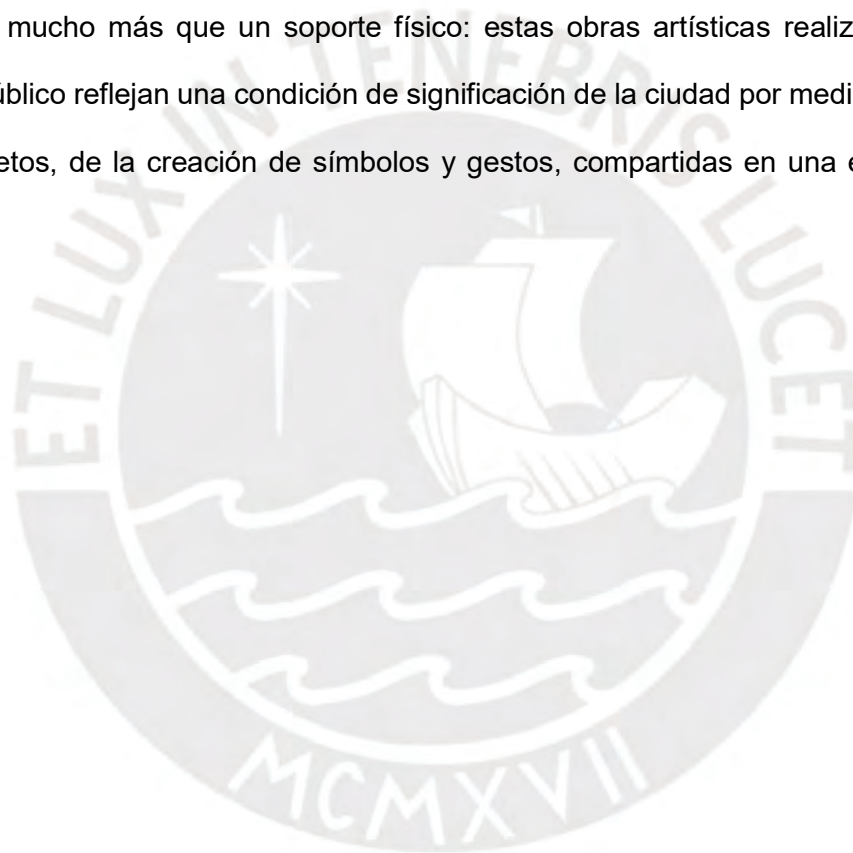 mucho más que un soporte físico: estas obras artísticas realiz
úblico reflejan una condición de significación de la ciudad por medi
etos, de la creación de símbolos y gestos, compartidas en una e
ET LUX IN TENEBRIS LUCET
MCMXVII